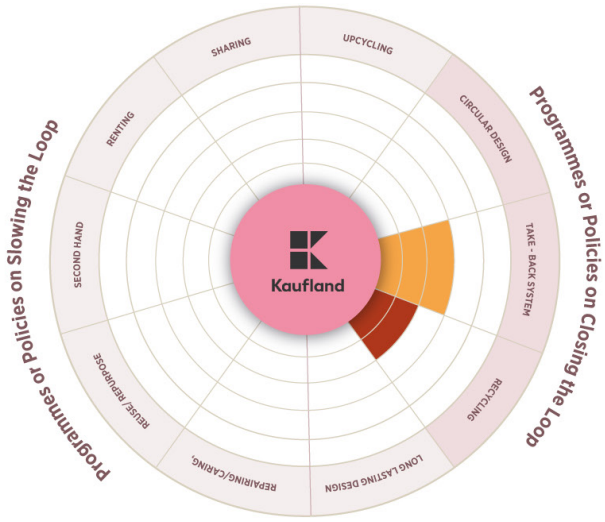 SHARING
UPCYCLING
CIRCULAR DESIGN
TAKE - BACK SYSTEM
RECYCLING
LONG LASTING DESIGN
REPAIRING/CARING,
REUSE/ REPURPOSE
SECOND HAND
RENTING
Programmes or Policies on Slowing the Loop
Programmes or Policies on Closing the Loop
Kaufland